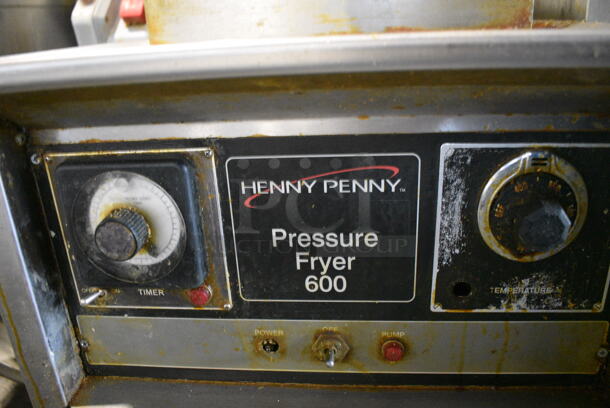 HENNY PENNY
Pressure
Fryer
600
TIMER
TEMPERATURE
POWER
OFF
PUMP